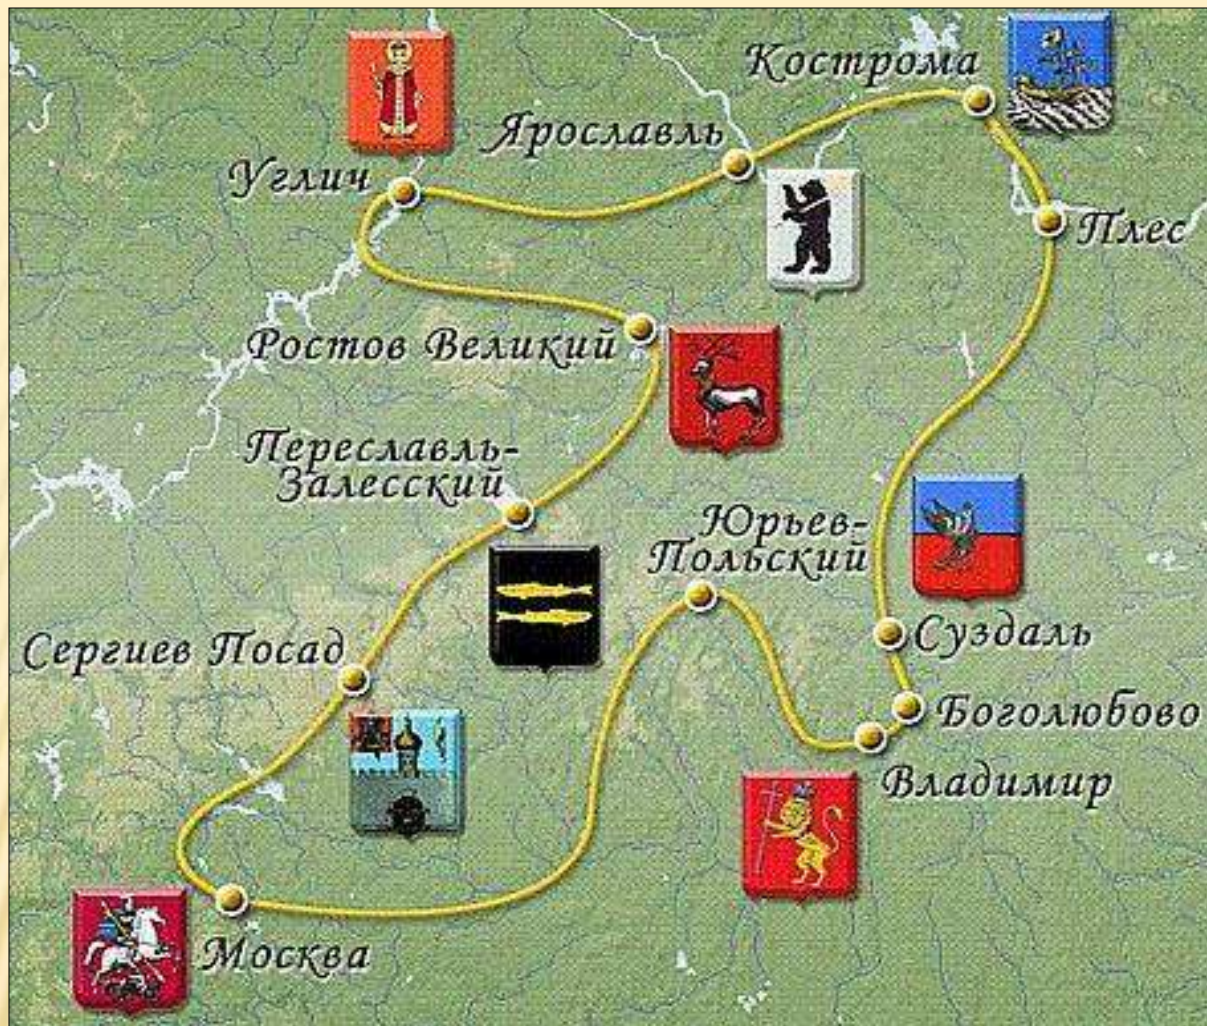 Кострома
Ярославль
Углич
Плес
Ростов Великий
Переславль-
Залесский
Юрьев-
Польский
Сергиев Посад
Суздаль
Боголюбово
Владимир
Москва